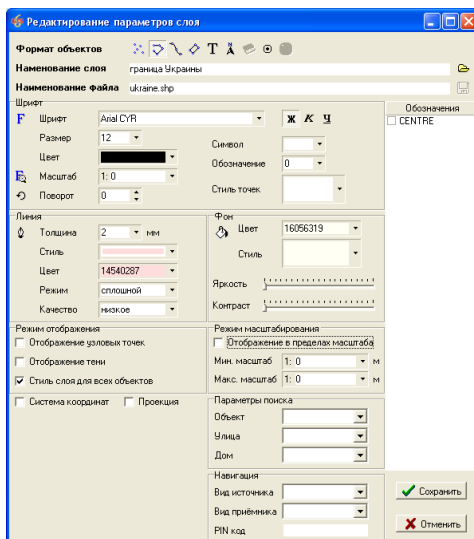 Редактирование параметров слоя
Формат объектов
T
Наменование слоя граница Украины
Наименование файла ukraine.shp
Шрифт
Обозначения
F Шрифт Arial CYR Ж К Ч
CENTRE
Размер 12
Символ
Цвет
Обозначение 0
Масштаб 1: 0
Стиль точек
Поворот 0
Линия
Фон
Толщина 2 мм
Цвет 16056319
Стиль
Стиль
Цвет 14540287
Яркость
Режим сплошной
Контраст
Качество низкое
Режим отображения
Режим масштабирования
Отображение узловых точек
Отображение в пределах масштаба
Отображение тени
Мин. масштаб 1: 0 м
Стиль слоя для всех объектов
Макс. масштаб 1: 0 м
Система координат Проекция
Параметры поиска
Объект
Улица
Дом
Навигация
Вид источника
Сохранить
Вид приёмника
PIN код
Отменить